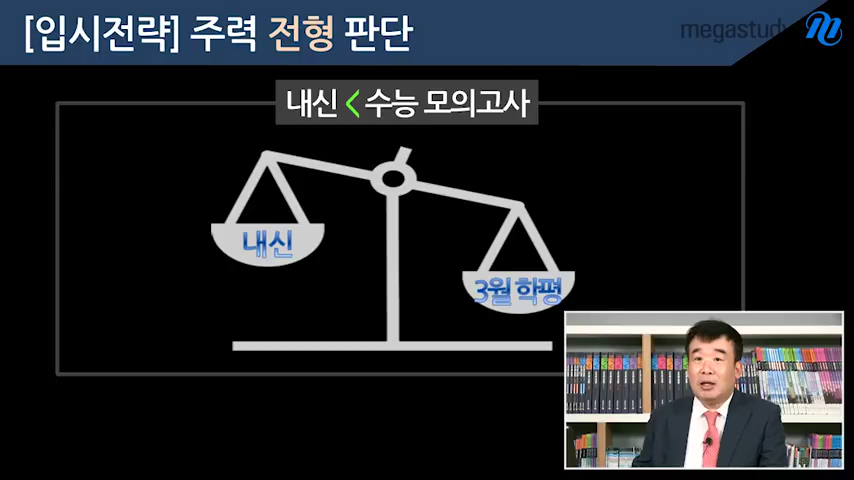 [입시전략] 주력 전형 판단
megastudy
내신 < 수능 모의고사
내신
3월 학평